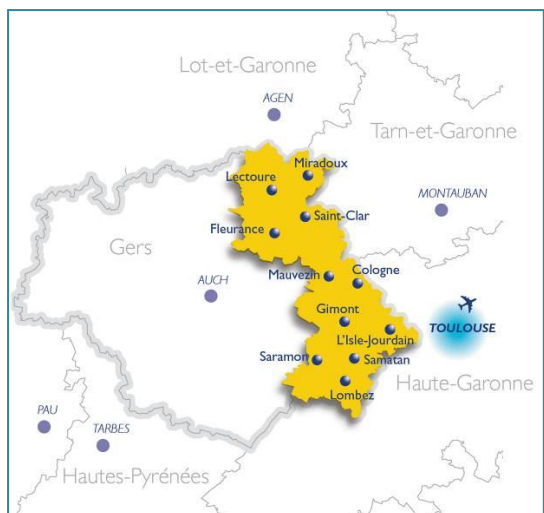 Lot-et-Garonne
AGEN
Tarn-et-Garonne
Miradoux
Lectoure
MONTAUBAN
Saint-Clar
Fleurance
Gers
Mauvezin
Cologne
AUCH
Gimont
TOULOUSE
L'Isle-Jourdain
Saramon
Samatan
Haute-Garonne
Lombez
PAU
TARBES
Hautes-Pyrénées